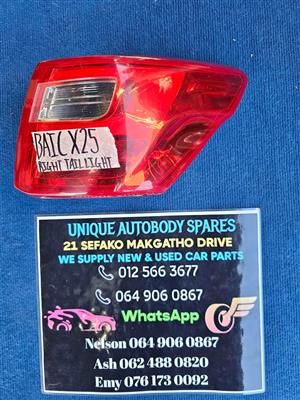 BAIC X25
RIGHT TAIL LIGHT
UNIQUE AUTOBODY SPARES
21 SEFAKO MAKGATHO DRIVE
WE SUPPLY NEW & USED CAR PARTS
012 566 3677
064 906 0867
WhatsApp
Nelson 064 906 0867
Ash 062 488 0820
Emy 076 173 0092